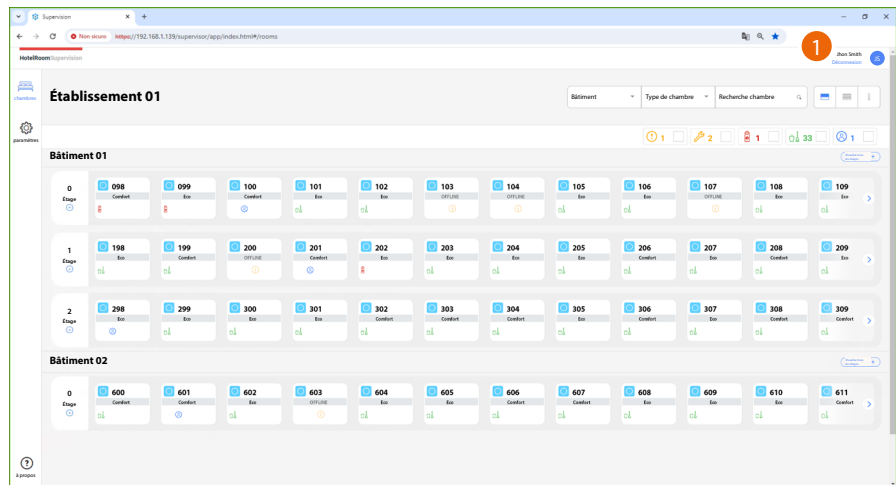 Supervision
Non sicuro https://192.168.1.139/supervisor/app/index.html#/rooms
1
HotelRoomSupervision
Jhon Smith
Déconnexion
JS
chambres
Établissement 01
Bâtiment
Type de chambre
Recherche chambre
paramètres
1 2 1 33 1
Bâtiment 01
0
Étage
098 099 100 101 102 103 104 105 106 107 108 109
Comfort Eco Comfort Eco Eco OFFLINE OFFLINE Eco Eco OFFLINE Eco Eco
1
Étage
198 199 200 201 202 203 204 205 206 207 208 209
Eco Comfort OFFLINE Comfort Eco Eco Eco Eco Comfort Eco Comfort Eco
2
Étage
298 299 300 301 302 303 304 305 306 307 308 309
Eco Eco Eco Eco Comfort Comfort Eco Eco Comfort Eco Comfort Comfort
Bâtiment 02
0
Étage
600 601 602 603 604 605 606 607 608 609 610 611
Comfort Comfort Eco OFFLINE Eco Eco Comfort Comfort Eco Eco Eco Comfort
?
à propos